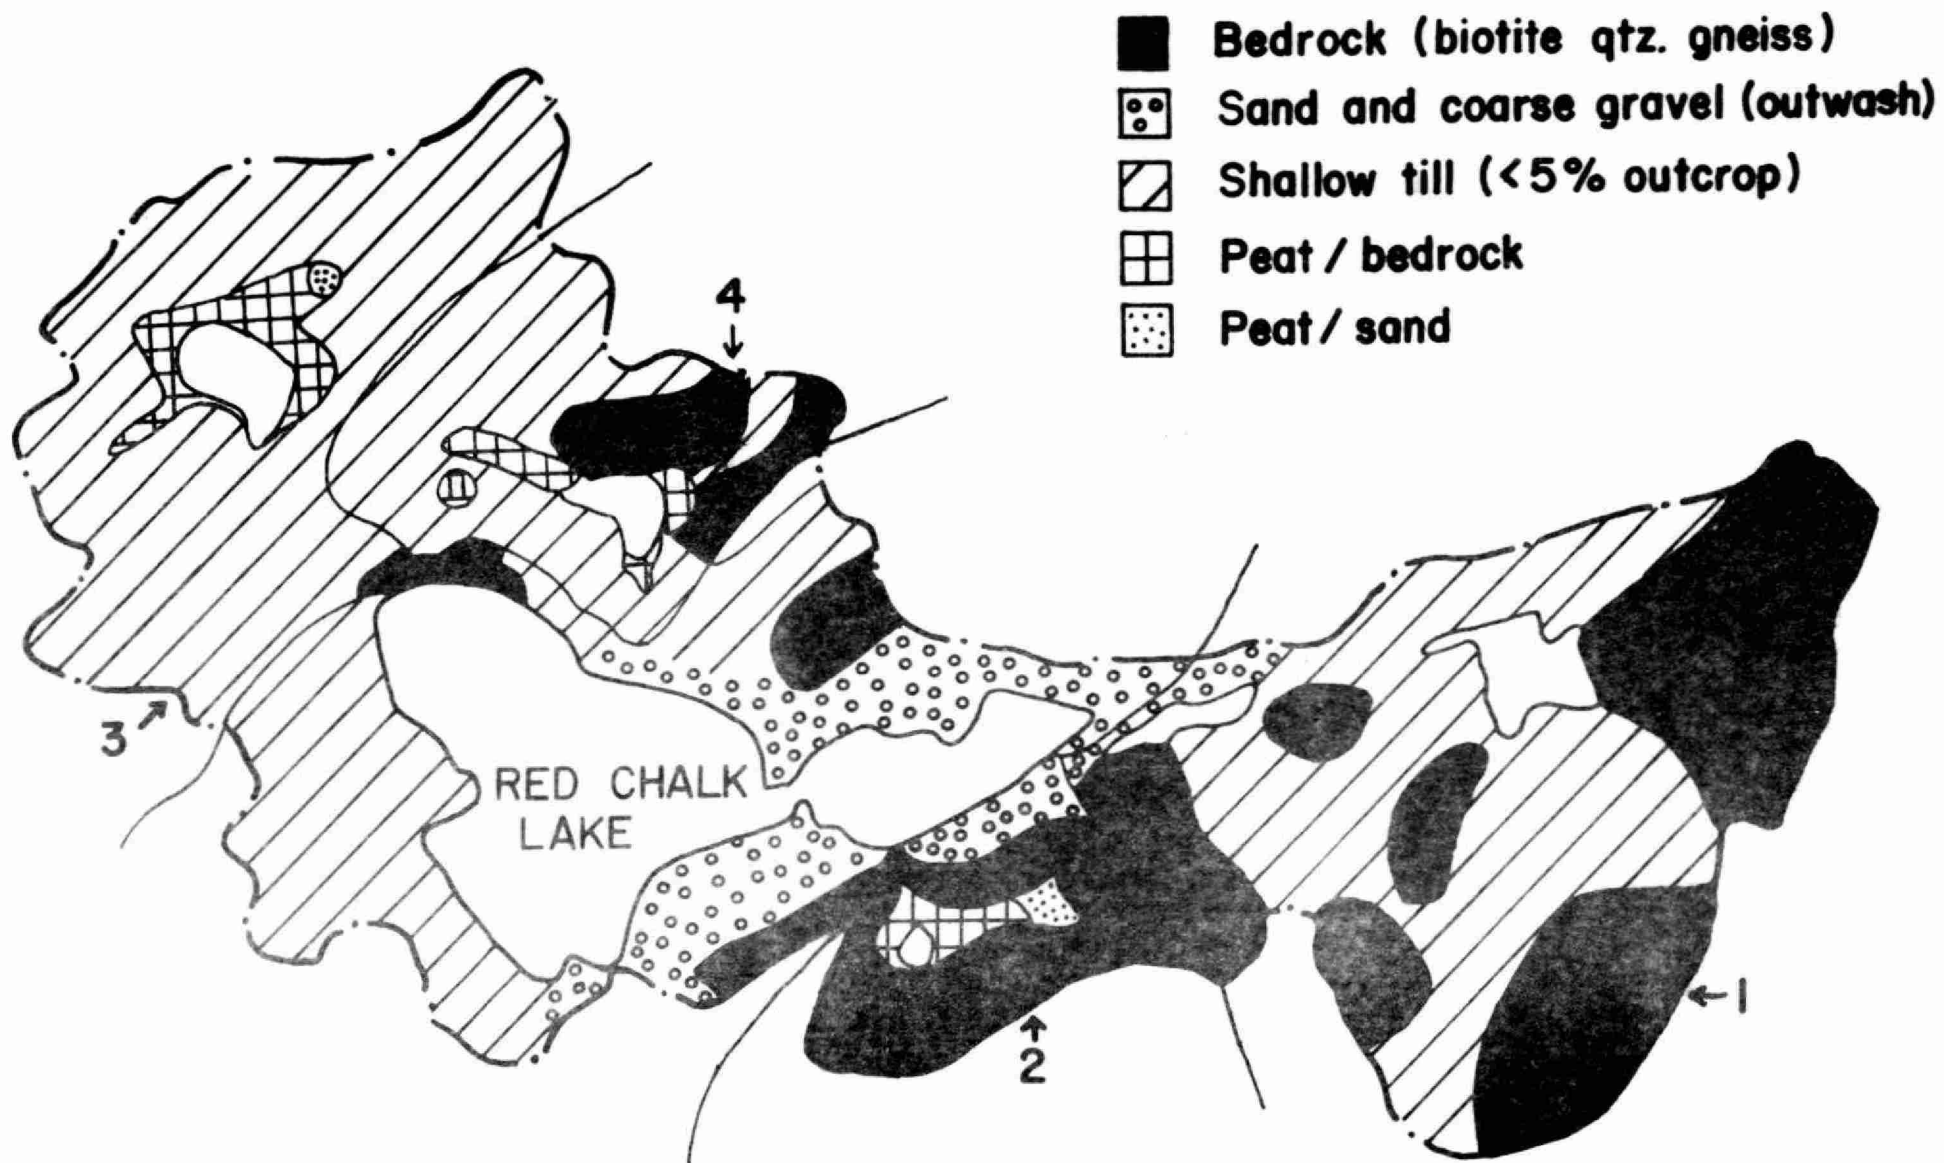 Bedrock (biotite qtz. gneiss)
Sand and coarse gravel (outwash)
Shallow till (<5% outcrop)
Peat / bedrock
Peat / sand
4
3
RED CHALK
LAKE
1
2